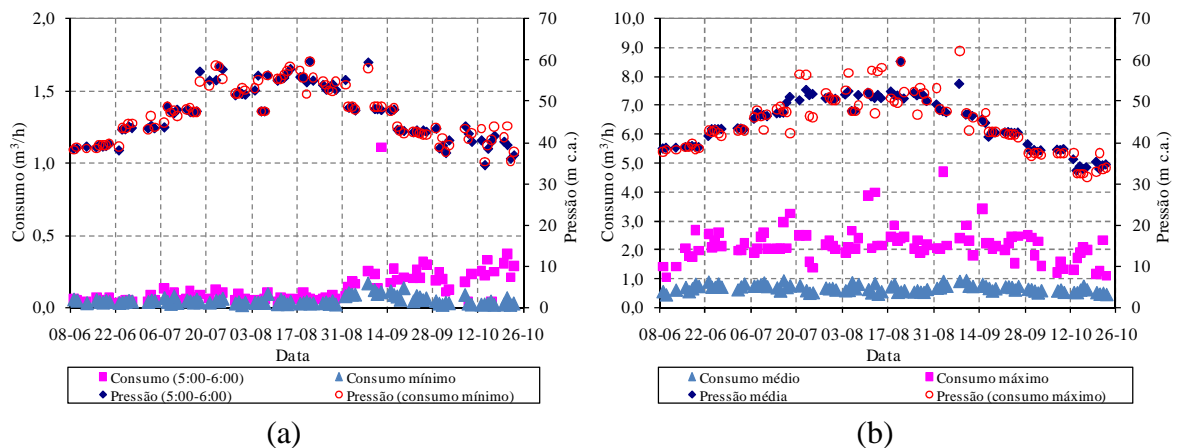 2,0
1,5
1,0
0,5
0,0
Consumo (m³/h)
70
60
50
40
30
20
10
0
Pressão (m c.a.)
08-06 22-06 06-07 20-07 03-08 17-08 31-08 14-09 28-09 12-10 26-10
Data
Consumo (5:00-6:00) Consumo mínimo
Pressão (5:00-6:00) Pressão (consumo mínimo)
(a)
10,0
9,0
8,0
7,0
6,0
5,0
4,0
3,0
2,0
1,0
0,0
Consumo (m³/h)
70
60
50
40
30
20
10
0
Pressão (m c.a.)
08-06 22-06 06-07 20-07 03-08 17-08 31-08 14-09 28-09 12-10 26-10
Data
Consumo médio Consumo máximo
Pressão média Pressão (consumo máximo)
(b)